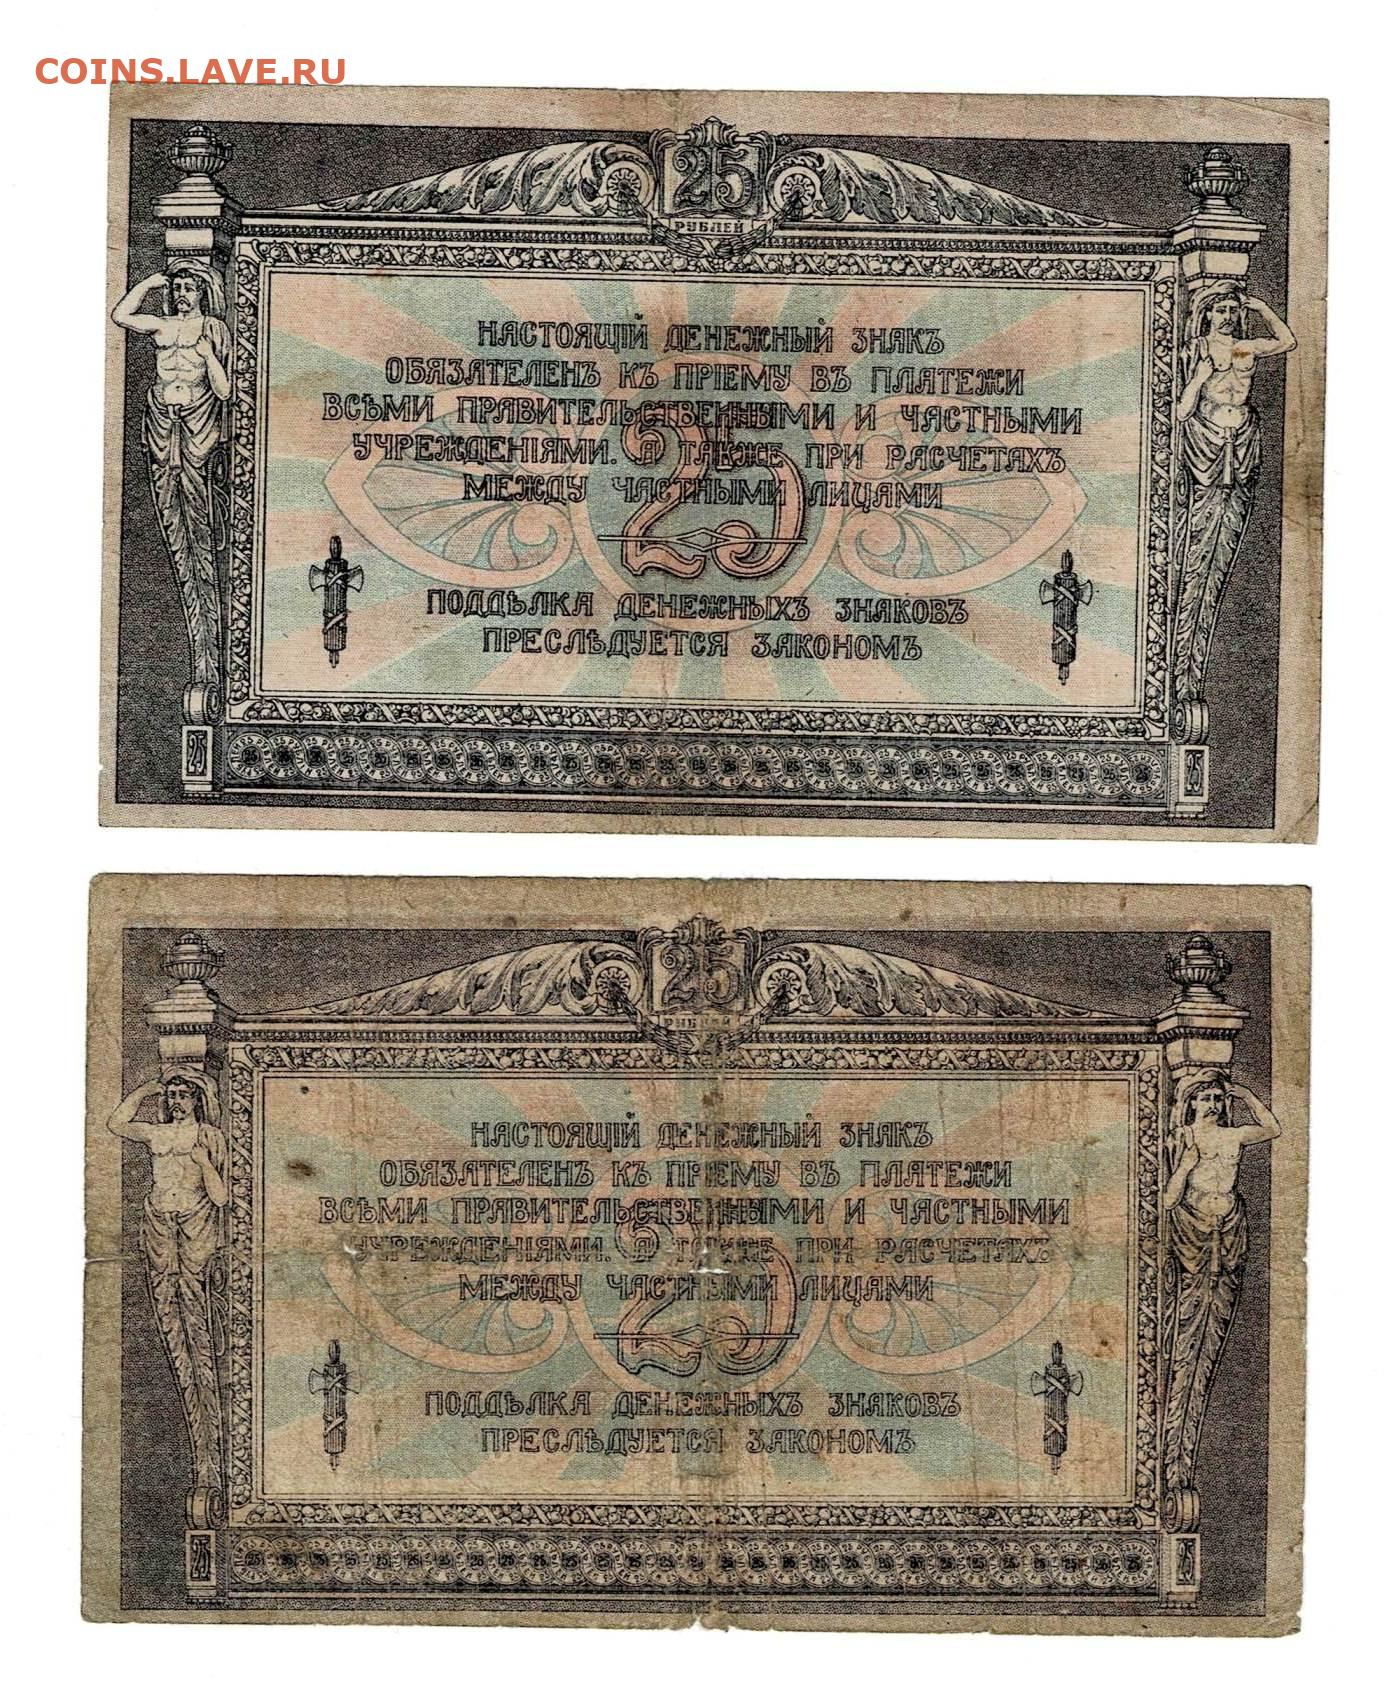 COINS.LAVE.RU
25
РУБЛЕЙ
НАСТОЯЩІЙ ДЕНЕЖНЫЙ ЗНАКЪ
ОБЯЗАТЕЛЕНЪ КЪ ПРІЕМУ ВЪ ПЛАТЕЖИ
ВСѢМИ ПРАВИТЕЛЬСТВЕННЫМИ И ЧАСТНЫМИ
УЧРЕЖДЕНІЯМИ. А ТАКЖЕ ПРИ РАСЧЕТАХЪ
МЕЖДУ ЧАСТНЫМИ ЛИЦАМИ
25
ПОДДѢЛКА ДЕНЕЖНЫХЪ ЗНАКОВЪ
ПРЕСЛѢДУЕТСЯ ЗАКОНОМЪ
25 25
25
РУБЛЕЙ
НАСТОЯЩІЙ ДЕНЕЖНЫЙ ЗНАКЪ
ОБЯЗАТЕЛЕНЪ КЪ ПРІЕМУ ВЪ ПЛАТЕЖИ
ВСѢМИ ПРАВИТЕЛЬСТВЕННЫМИ И ЧАСТНЫМИ
УЧРЕЖДЕНІЯМИ. А ТАКЖЕ ПРИ РАСЧЕТАХЪ
МЕЖДУ ЧАСТНЫМИ ЛИЦАМИ
25
ПОДДѢЛКА ДЕНЕЖНЫХЪ ЗНАКОВЪ
ПРЕСЛѢДУЕТСЯ ЗАКОНОМЪ
25 25